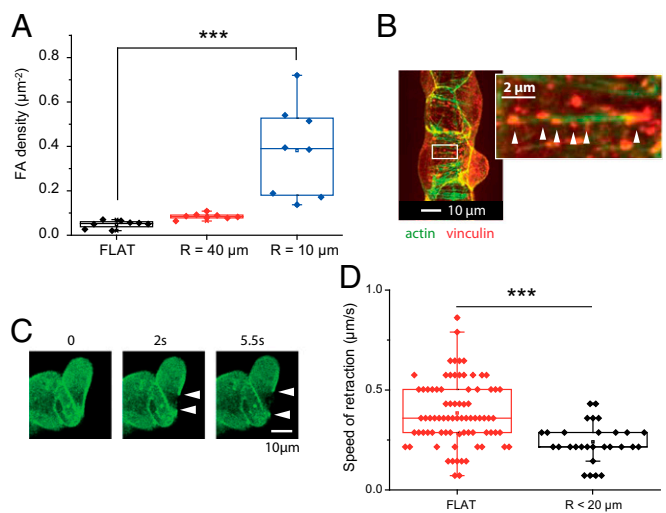 A
***
0.8
0.6
0.4
0.2
0.0
FA density (μm⁻²)
FLAT
R = 40 μm
R = 10 μm
B
2 μm
10 μm
actin vinculin
C
0 2s 5.5s
10μm
D
***
1.0
0.5
0.0
Speed of retraction (μm/s)
FLAT
R < 20 μm